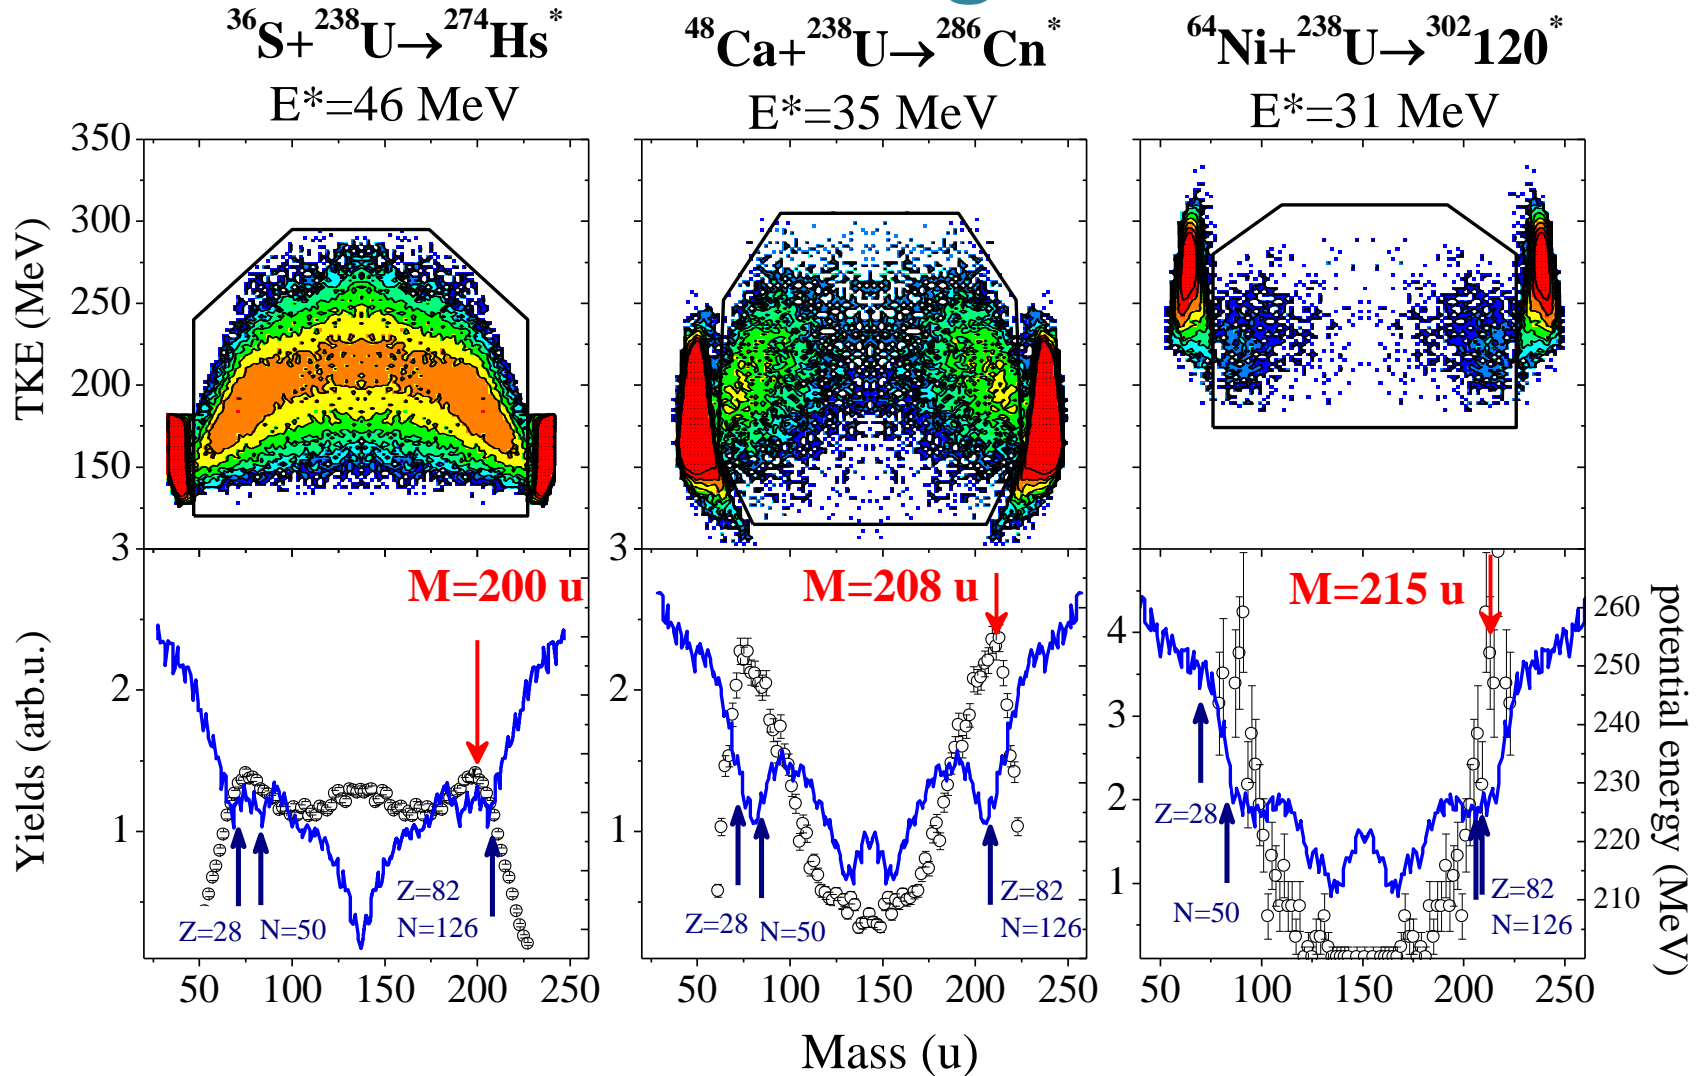 ³⁶S+²³⁸U→²⁷⁴Hs*
E*=46 MeV
⁴⁸Ca+²³⁸U→²⁸⁶Cn*
E*=35 MeV
⁶⁴Ni+²³⁸U→³⁰²120*
E*=31 MeV
TKE (MeV)
350
300
250
200
150
Yields (arb.u.)
3
2
1
M=200 u
Z=28
N=50
Z=82
N=126
50 100 150 200 250
3
2
1
M=208 u
Z=28
N=50
Z=82
N=126
50 100 150 200 250
4
3
2
1
M=215 u
Z=28
N=50
Z=82
N=126
50 100 150 200 250
260
250
240
230
220
210
potential energy (MeV)
Mass (u)